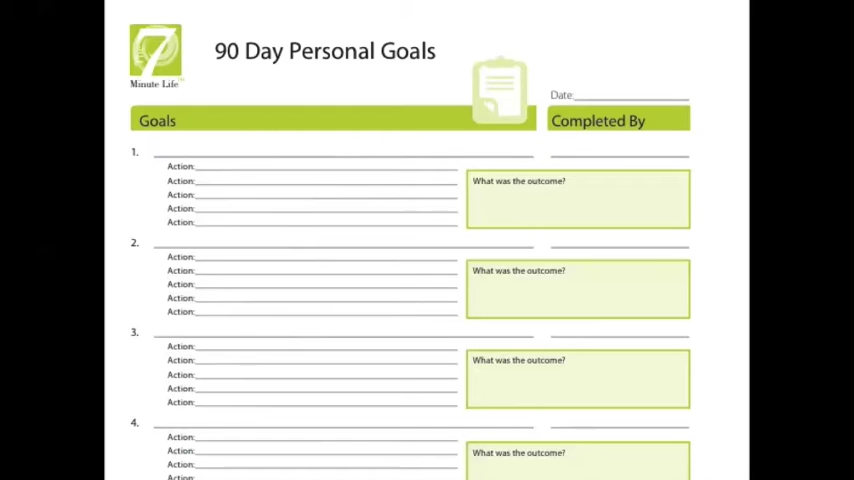 7
Minute Life™
90 Day Personal Goals
Date:
Goals
Completed By
1.
Action:
Action:
Action:
Action:
Action:
What was the outcome?
2.
Action:
Action:
Action:
Action:
Action:
What was the outcome?
3.
Action:
Action:
Action:
Action:
Action:
What was the outcome?
4.
Action:
Action:
Action:
Action:
What was the outcome?